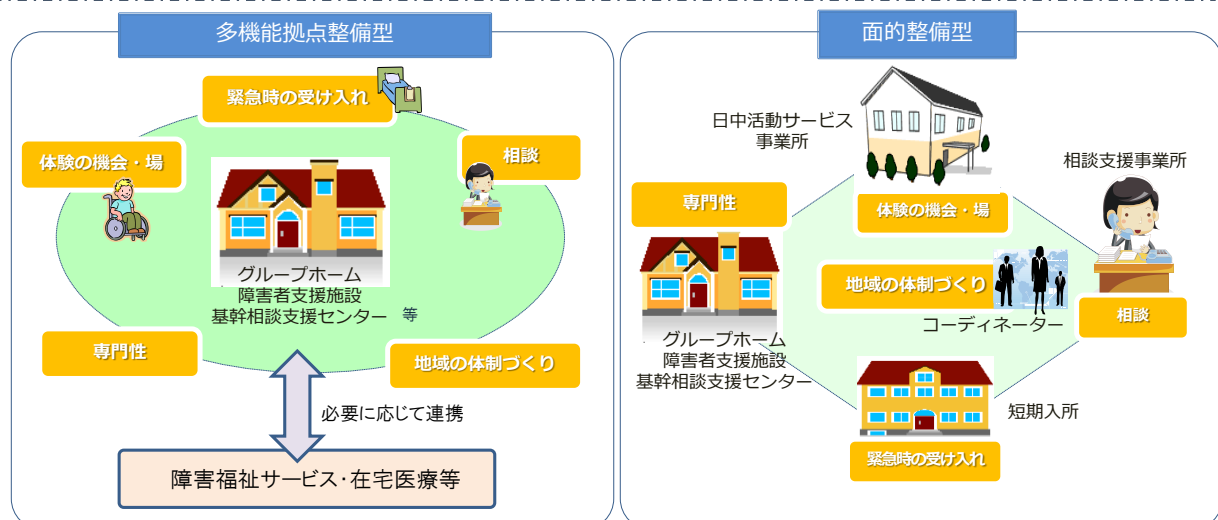 多機能拠点整備型
緊急時の受け入れ
体験の機会・場
相談
グループホーム
障害者支援施設
基幹相談支援センター 等
専門性
地域の体制づくり
必要に応じて連携
障害福祉サービス･在宅医療等
面的整備型
日中活動サービス
事業所
相談支援事業所
専門性
体験の機会・場
地域の体制づくり
コーディネーター
相談
グループホーム
障害者支援施設
基幹相談支援センター
短期入所
緊急時の受け入れ